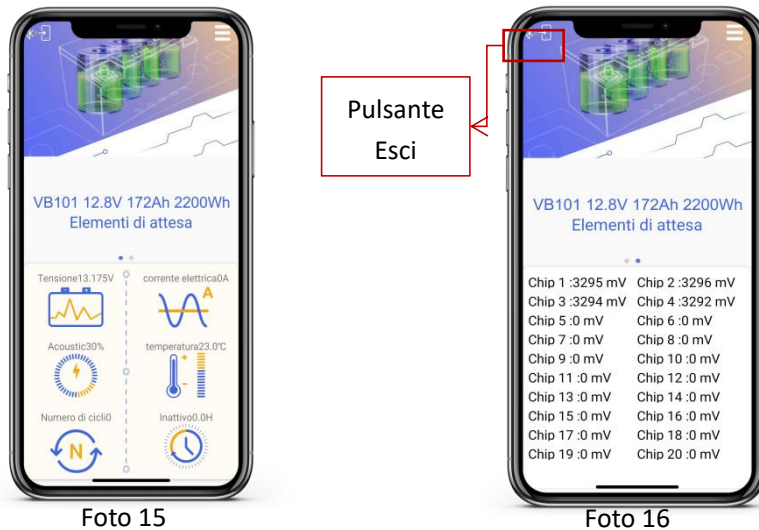 VB101 12.8V 172Ah 2200Wh
Elementi di attesa
Tensione13.175V corrente elettrica0A
A
Acoustic30% temperatura23.0℃
Numero di cicli0 Inattivo0.0H
N
Foto 15
Pulsante
Esci
VB101 12.8V 172Ah 2200Wh
Elementi di attesa
Chip 1 :3295 mV Chip 2 :3296 mV
Chip 3 :3294 mV Chip 4 :3292 mV
Chip 5 :0 mV Chip 6 :0 mV
Chip 7 :0 mV Chip 8 :0 mV
Chip 9 :0 mV Chip 10 :0 mV
Chip 11 :0 mV Chip 12 :0 mV
Chip 13 :0 mV Chip 14 :0 mV
Chip 15 :0 mV Chip 16 :0 mV
Chip 17 :0 mV Chip 18 :0 mV
Chip 19 :0 mV Chip 20 :0 mV
Foto 16